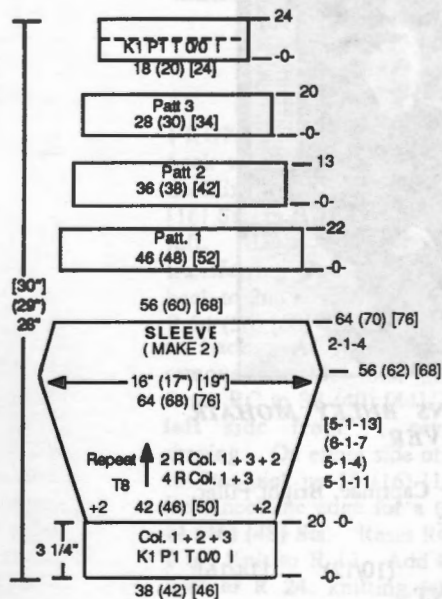 24
K1 P1 T 0/0 I
-0-
18 (20) [24]
20
Patt 3
28 (30) [34]
-0-
13
Patt 2
36 (38) [42]
-0-
22
Patt. 1
46 (48) [52]
-0-
[30"]
(29")
26"
56 (60) [68]
SLEEVE
( MAKE 2 )
64 (70) [76]
2-1-4
56 (62) [68]
16" (17") [19"]
64 (68) [76]
[5-1-13]
(6-1-7
5-1-4)
5-1-11
Repeat
2 R Col. 1 + 3 + 2
T8
4 R Col. 1 + 3
+2
42 (46) [50]
+2
20 -0-
3 1/4"
Col. 1 + 2 + 3
K1 P1 T 0/0 I
-0-
38 (42) [46]